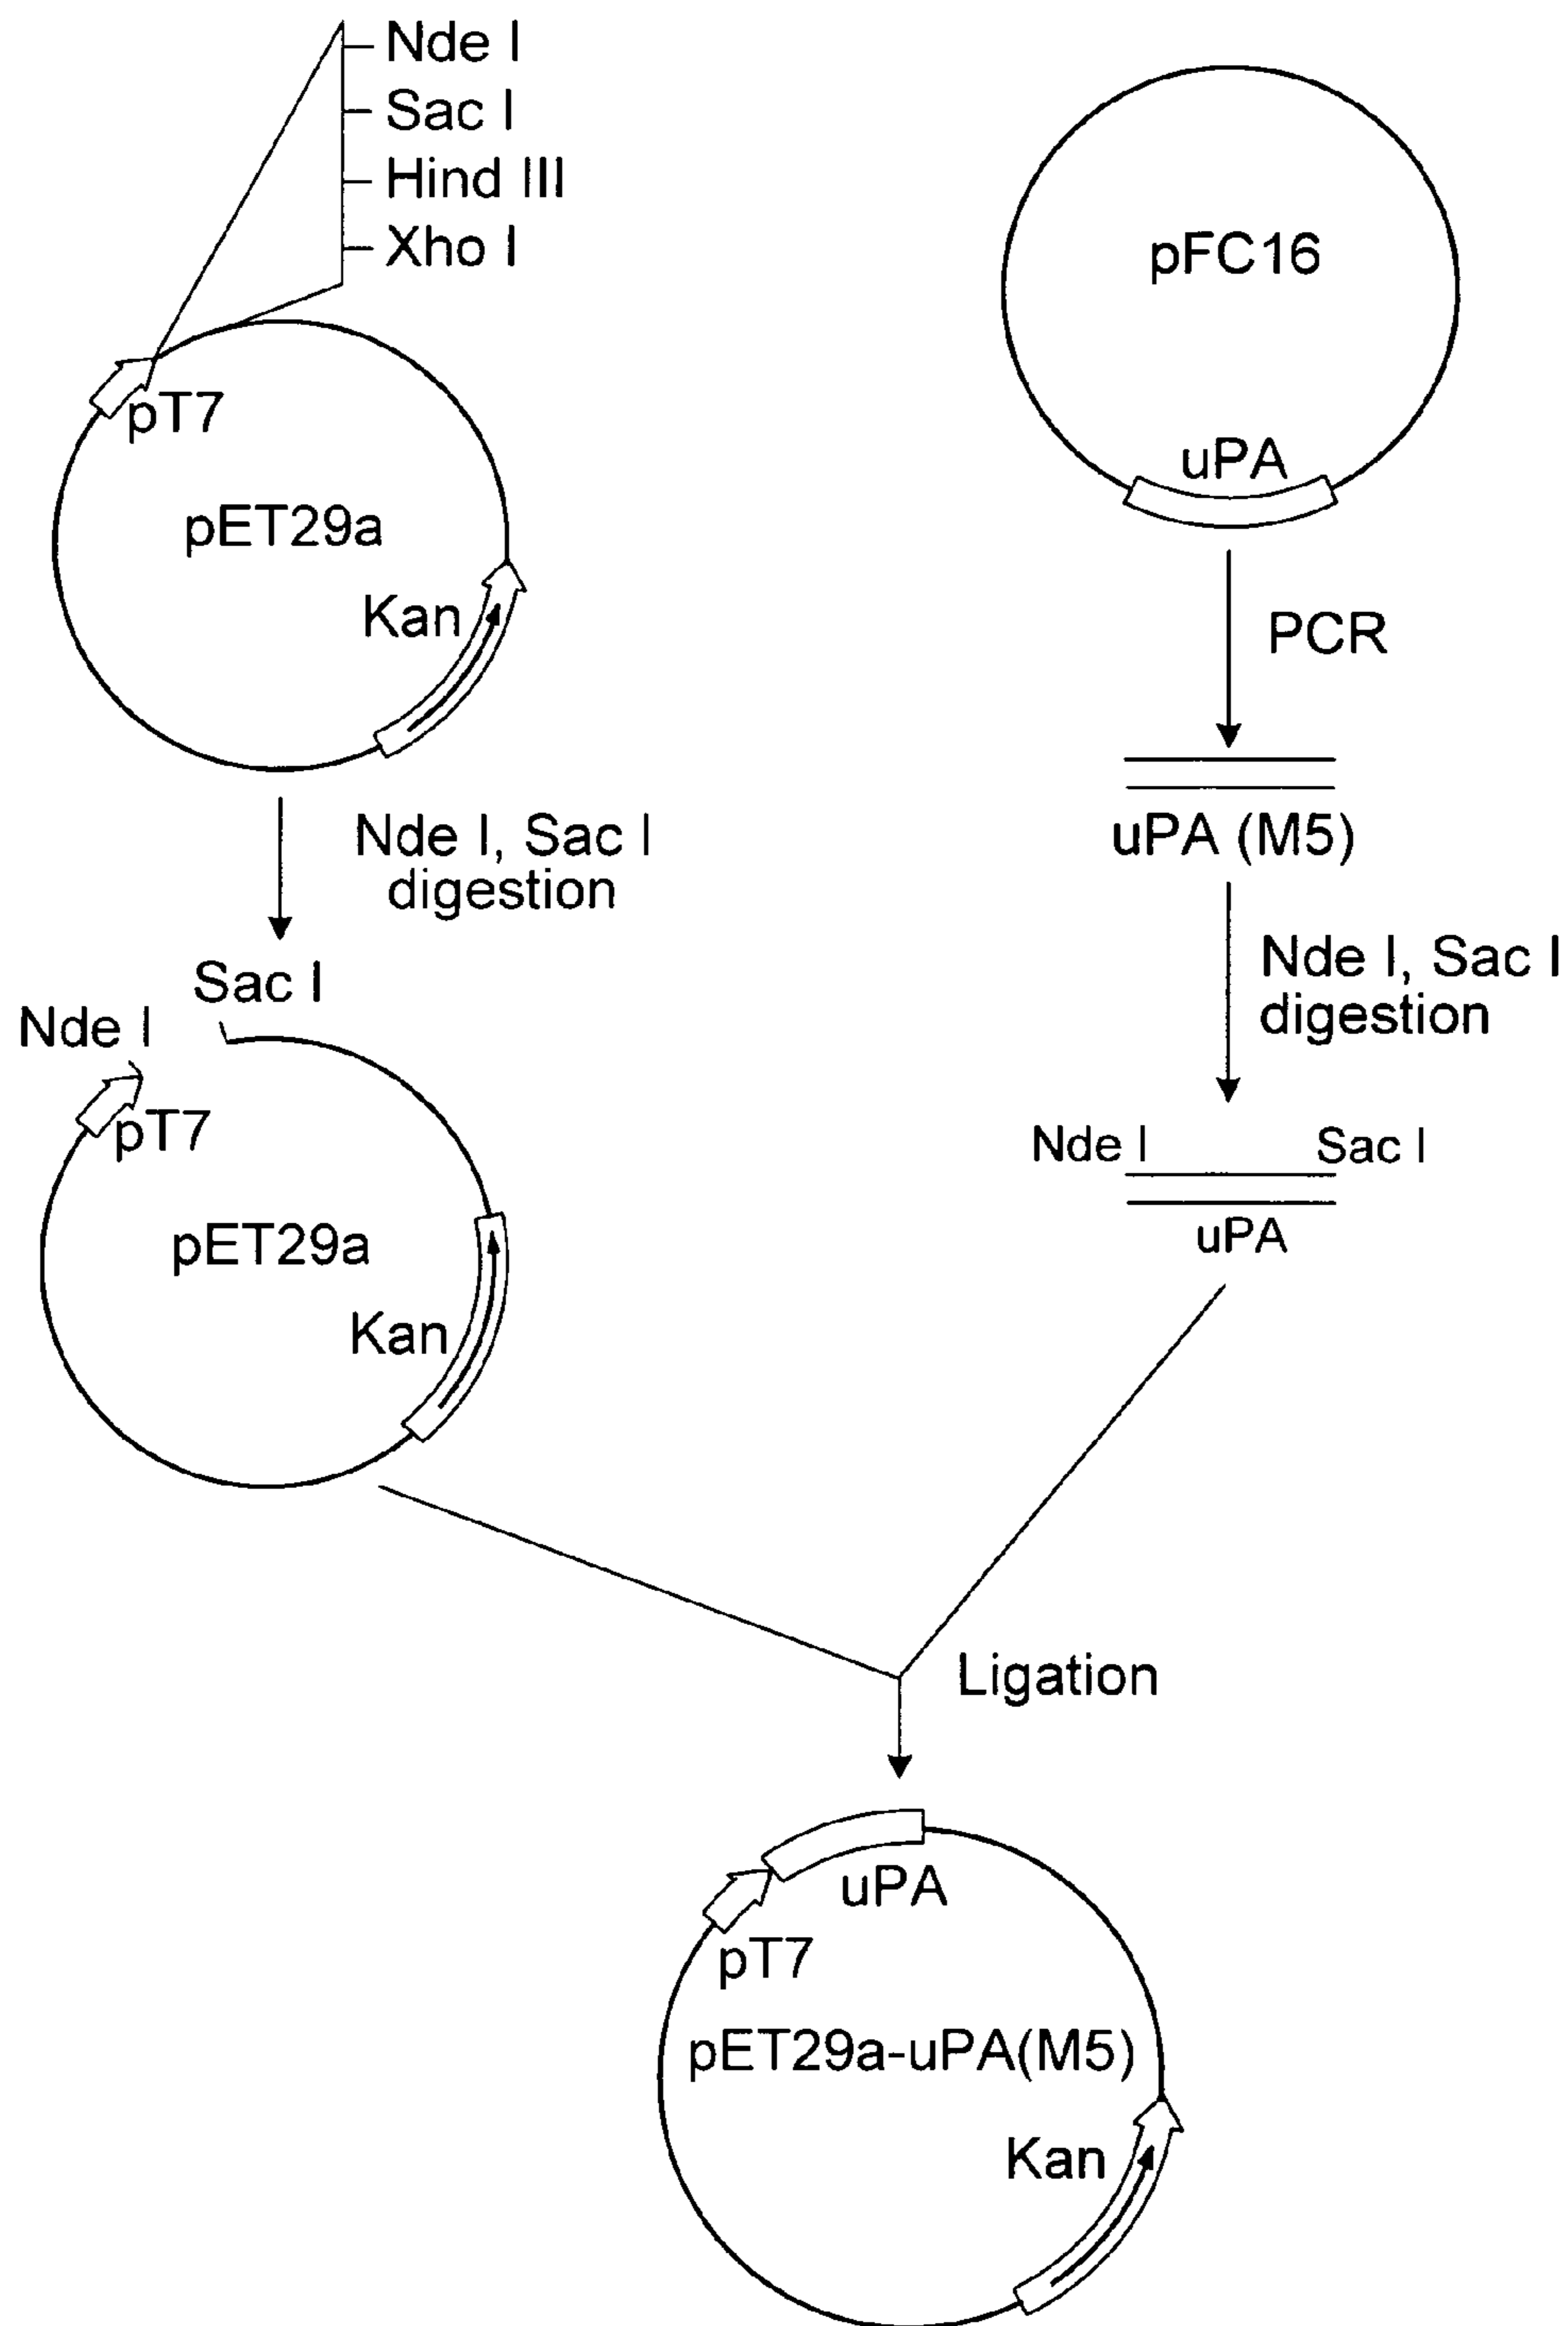 Nde I
Sac I
Hind III
Xho I
pT7
pET29a
Kan
Nde I, Sac I
digestion
Sac I
Nde I
pT7
pET29a
Kan
pFC16
uPA
PCR
uPA (M5)
Nde I, Sac I
digestion
Nde I
Sac I
uPA
Ligation
uPA
pT7
pET29a-uPA(M5)
Kan